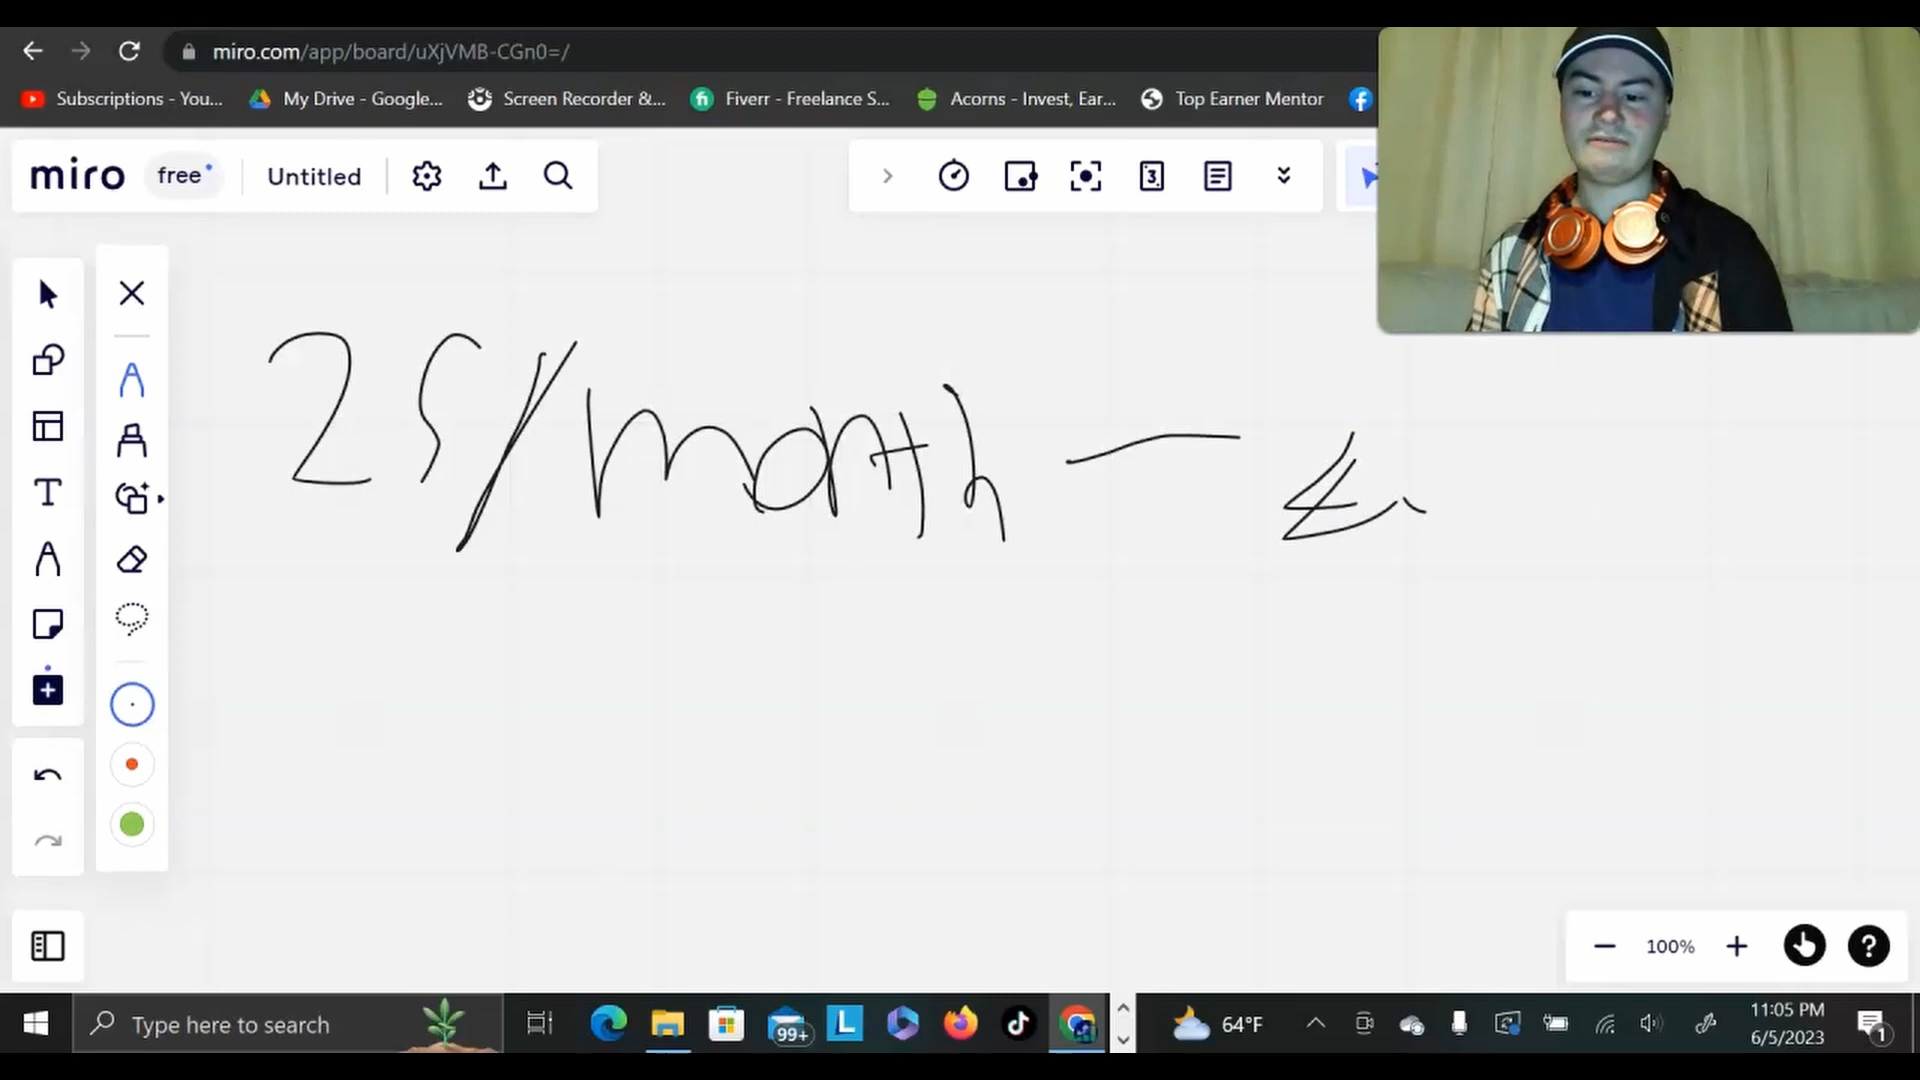 miro.com/app/board/uXjVMB-CGn0=/
Subscriptions - You... My Drive - Google... Screen Recorder &... Fiverr - Freelance S... Acorns - Invest, Ear... Top Earner Mentor
miro free Untitled 3
25/month —
100%
Type here to search 99+ L 64°F 11:05 PM
6/5/2023 1